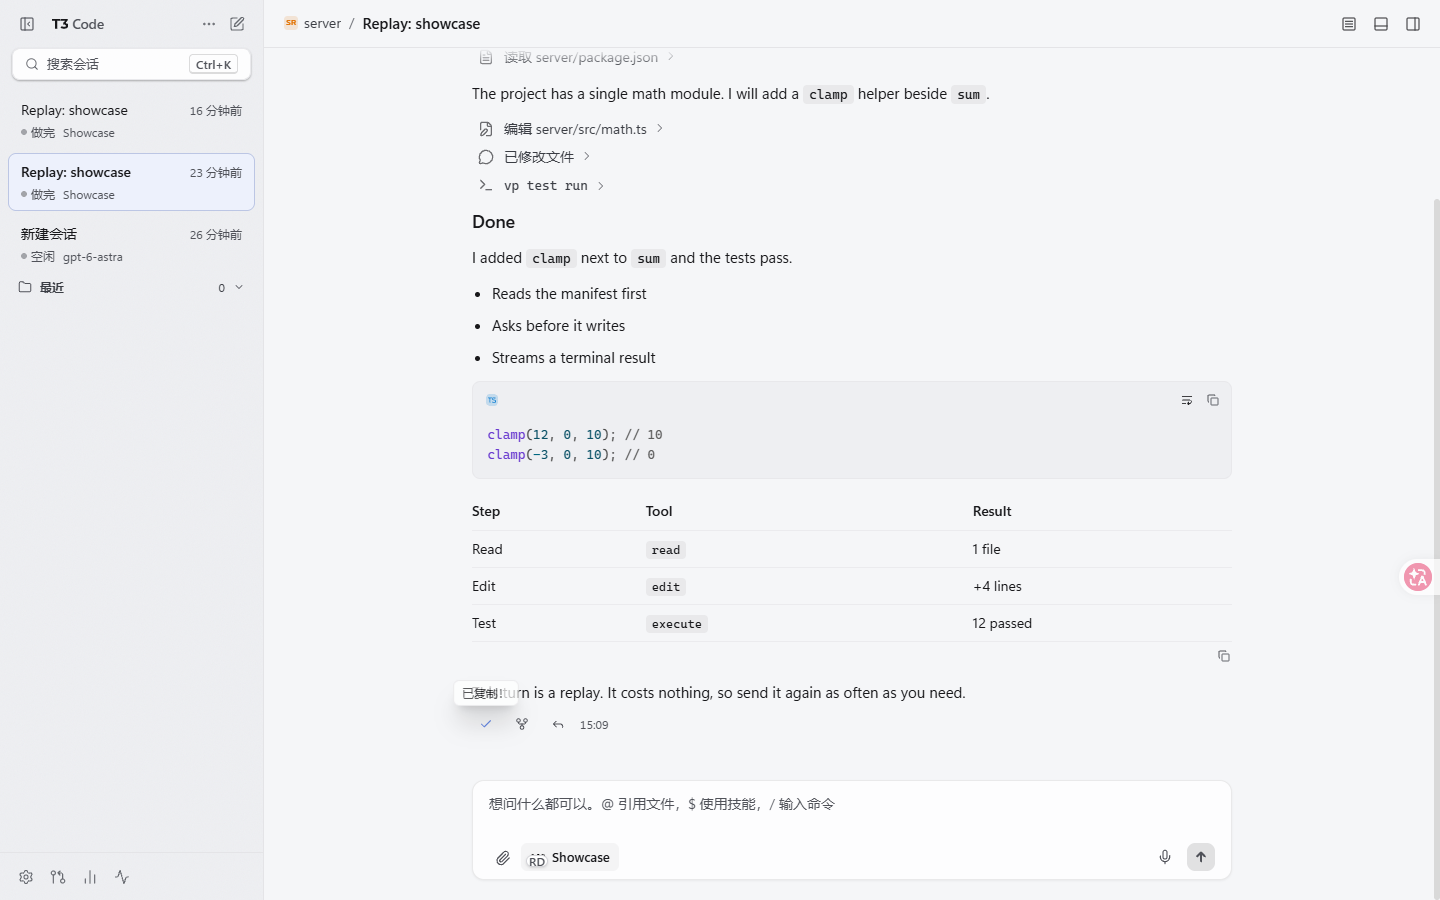 T3 Code
搜索会话
Ctrl+K
Replay: showcase
16 分钟前
做完 Showcase
Replay: showcase
23 分钟前
做完 Showcase
新建会话
26 分钟前
空闲 gpt-6-astra
最近
0
SR server / Replay: showcase
读取 server/package.json
The project has a single math module. I will add a clamp helper beside sum.
编辑 server/src/math.ts
已修改文件
vp test run
Done
I added clamp next to sum and the tests pass.
Reads the manifest first
Asks before it writes
Streams a terminal result
TS
clamp(12, 0, 10); // 10
clamp(-3, 0, 10); // 0
Step Tool Result
Read read 1 file
Edit edit +4 lines
Test execute 12 passed
已复制!
turn is a replay. It costs nothing, so send it again as often as you need.
15:09
想问什么都可以。@ 引用文件，$ 使用技能，/ 输入命令
RD Showcase